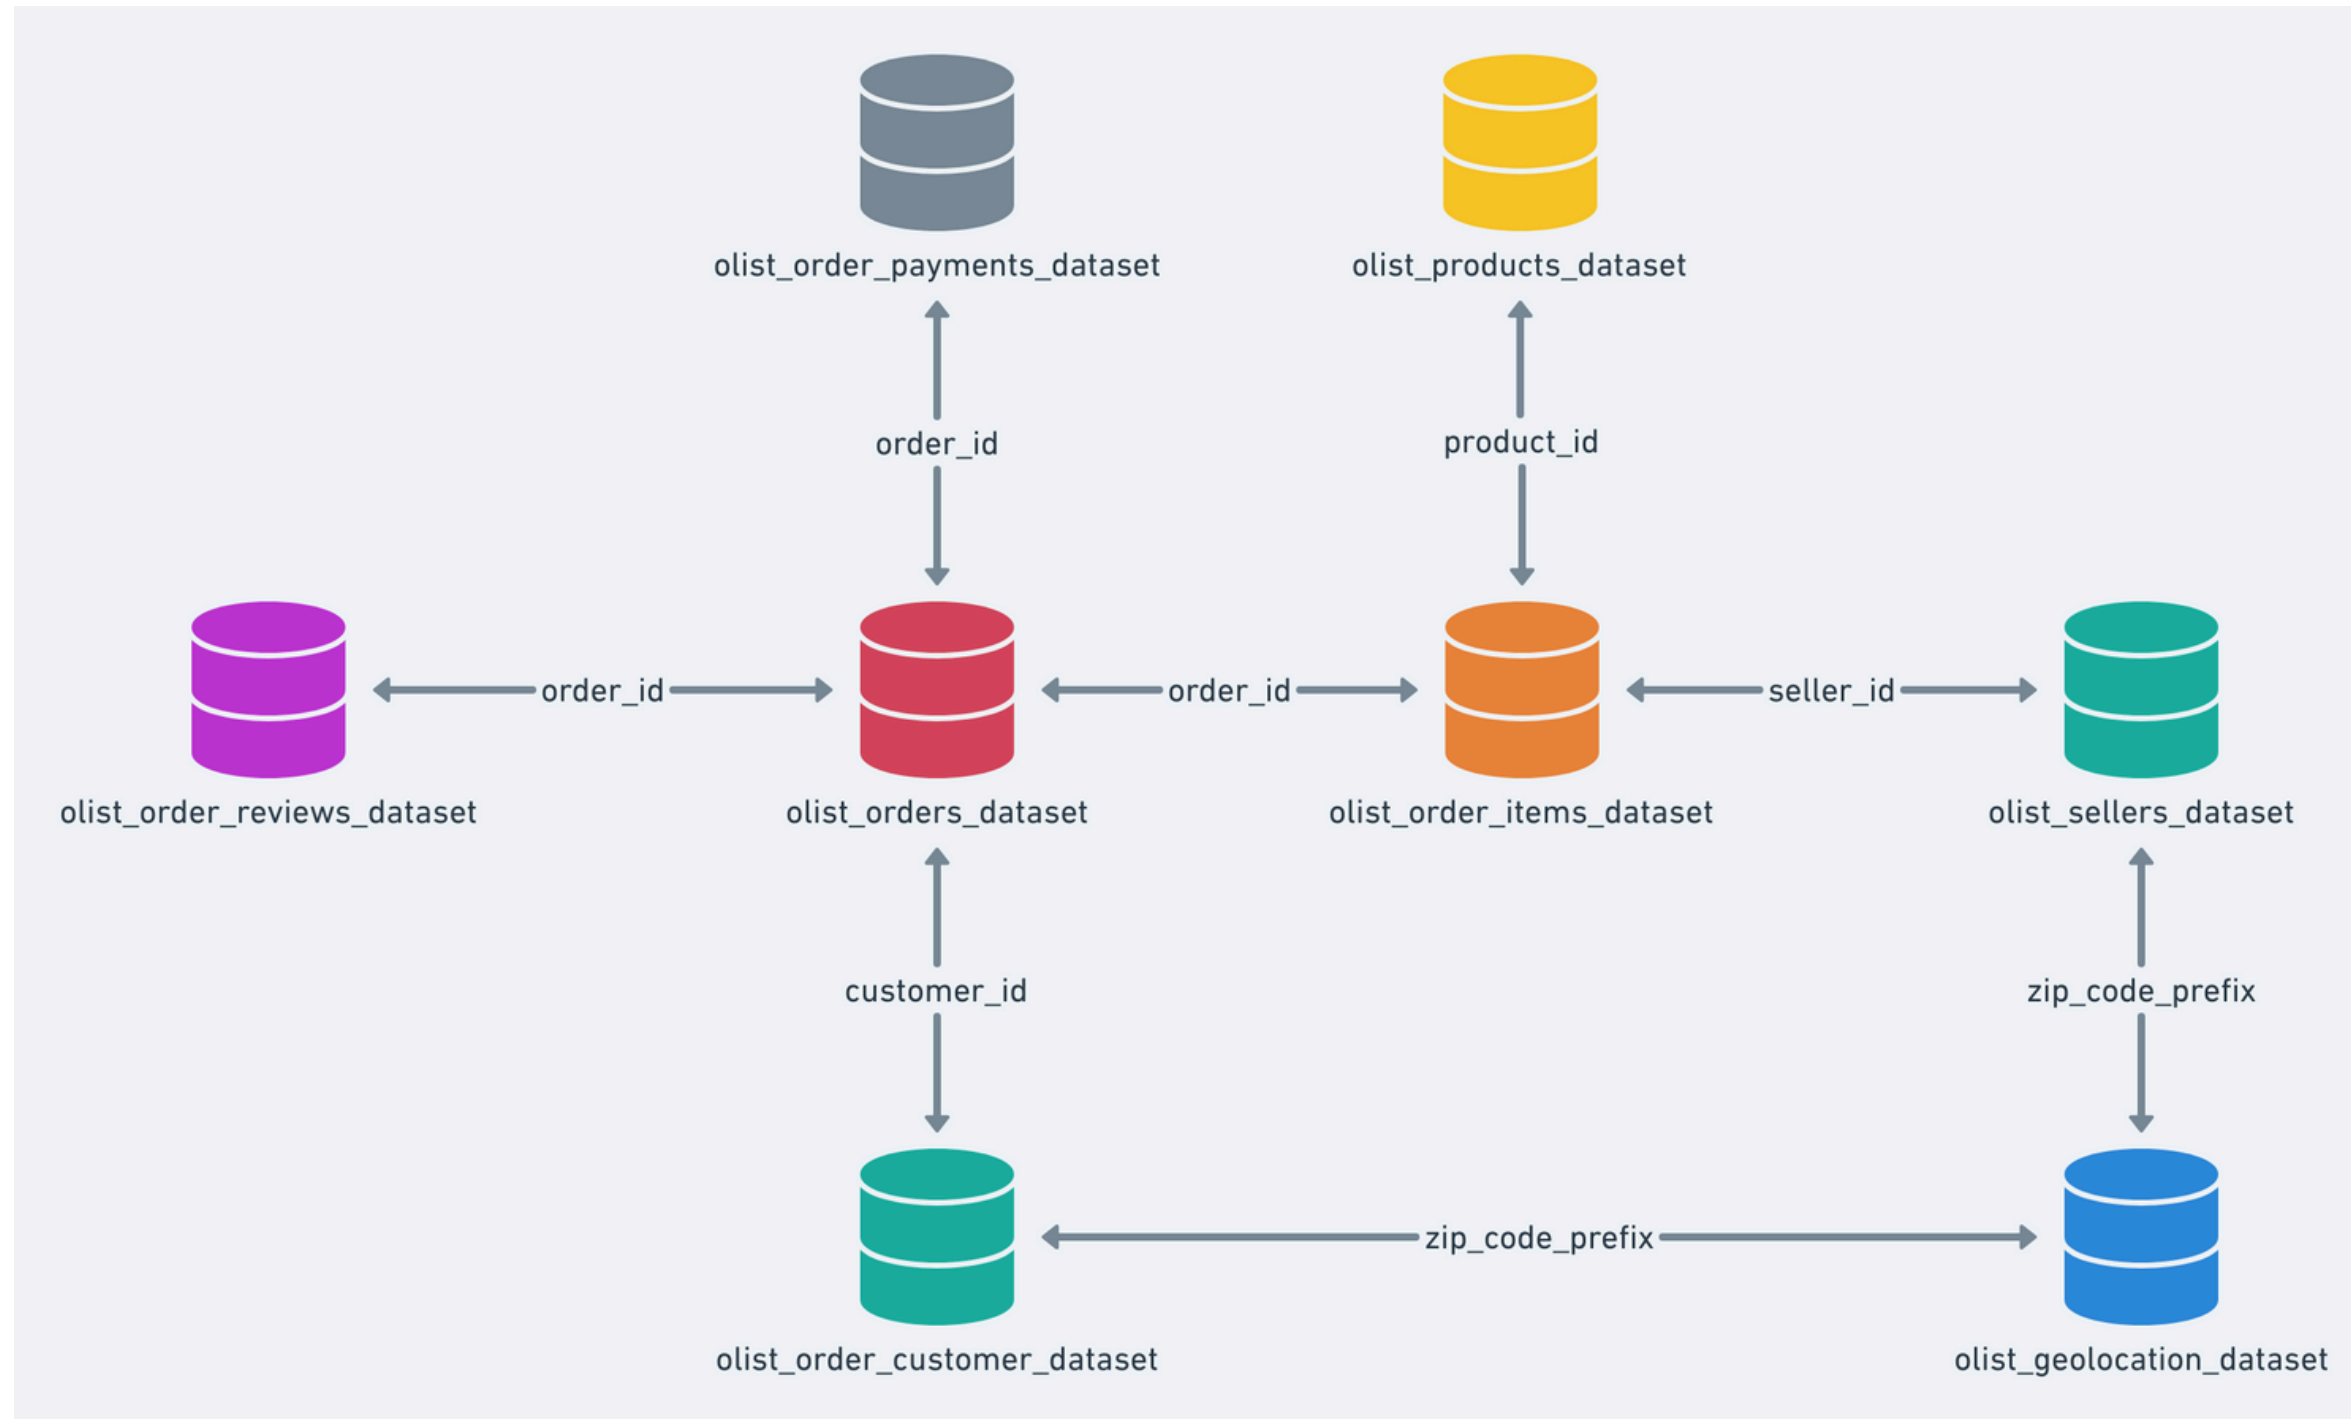 olist_order_payments_dataset
olist_products_dataset
order_id
product_id
order_id
order_id
seller_id
olist_order_reviews_dataset
olist_orders_dataset
olist_order_items_dataset
olist_sellers_dataset
customer_id
zip_code_prefix
zip_code_prefix
olist_order_customer_dataset
olist_geolocation_dataset